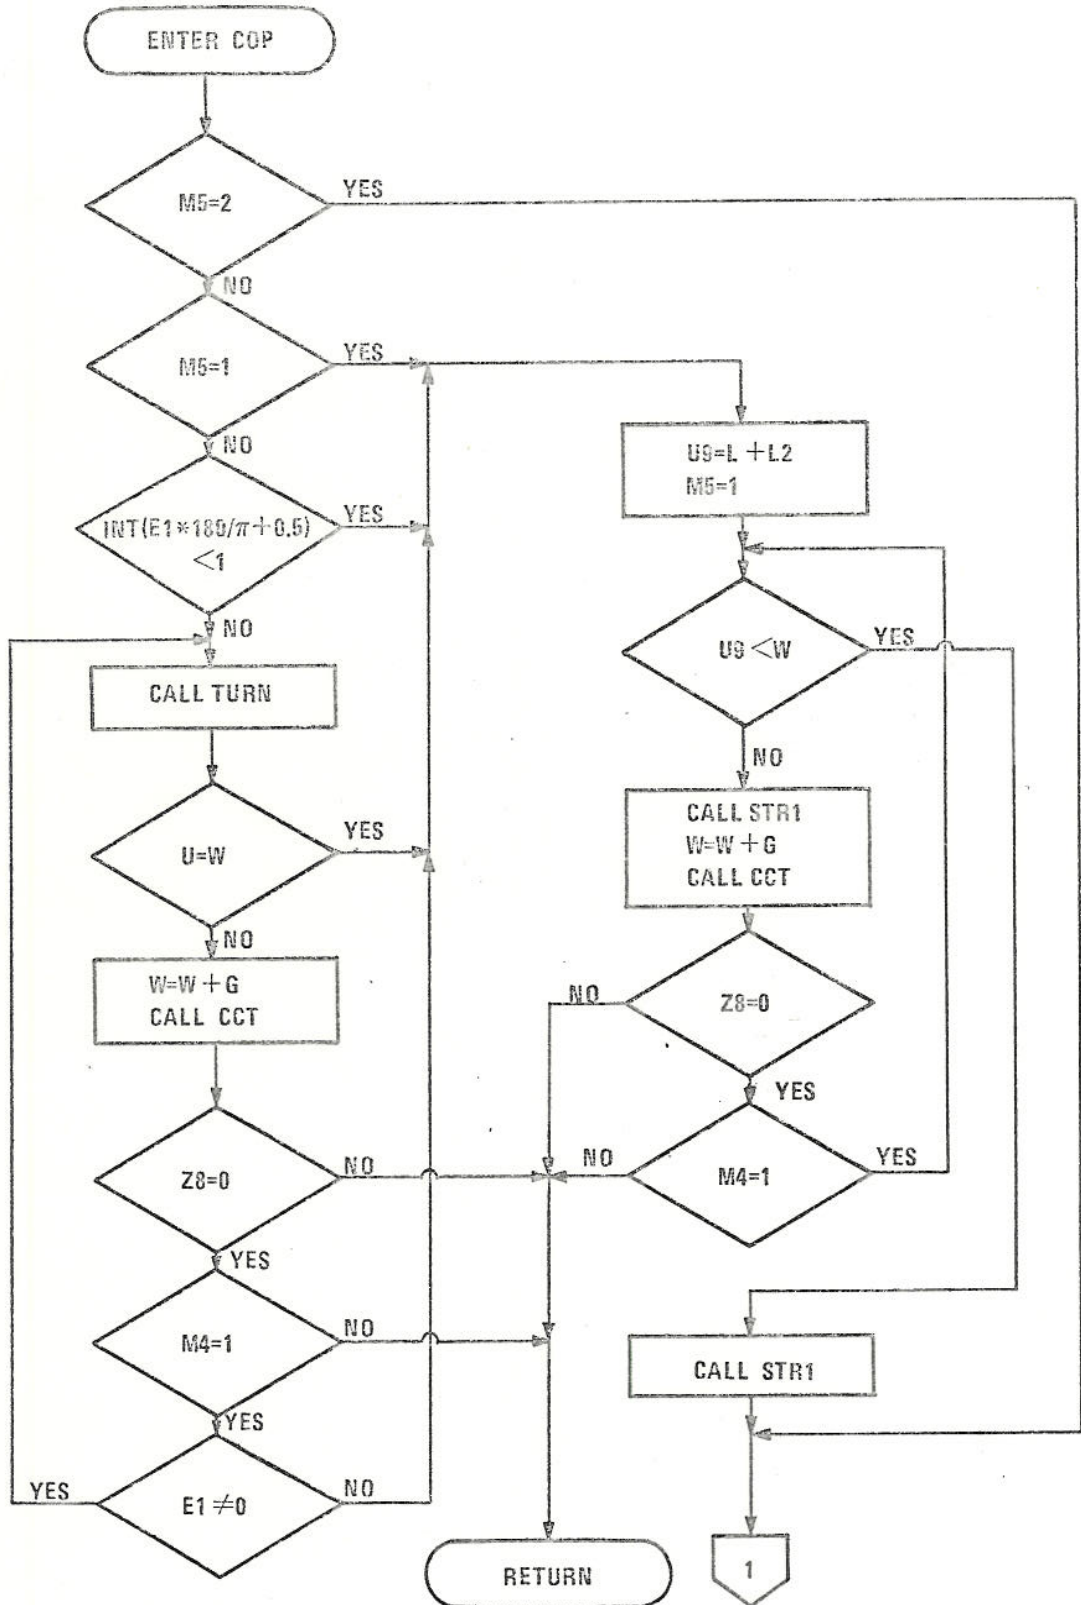 ENTER COP
M5=2
YES
NO
M5=1
YES
NO
INT(E1*180/π+0.5)
<1
YES
NO
CALL TURN
U=W
YES
NO
W=W+G
CALL CCT
Z8=0
NO
YES
M4=1
NO
YES
E1≠0
YES
NO
U9=L+L2
M5=1
U9<W
YES
NO
CALL STR1
W=W+G
CALL CCT
Z8=0
NO
YES
M4=1
NO
YES
CALL STR1
RETURN
1